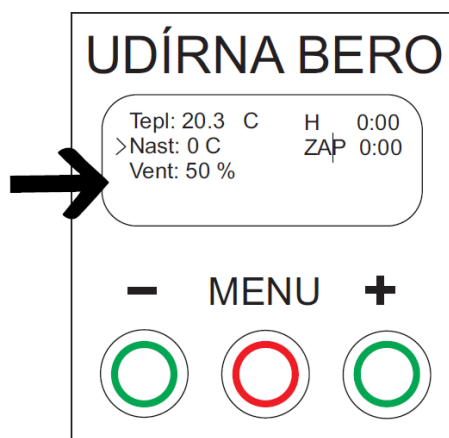 UDÍRNA BERO
Tepl: 20.3 C H 0:00
>Nast: 0 C ZAP 0:00
Vent: 50 %
- MENU +